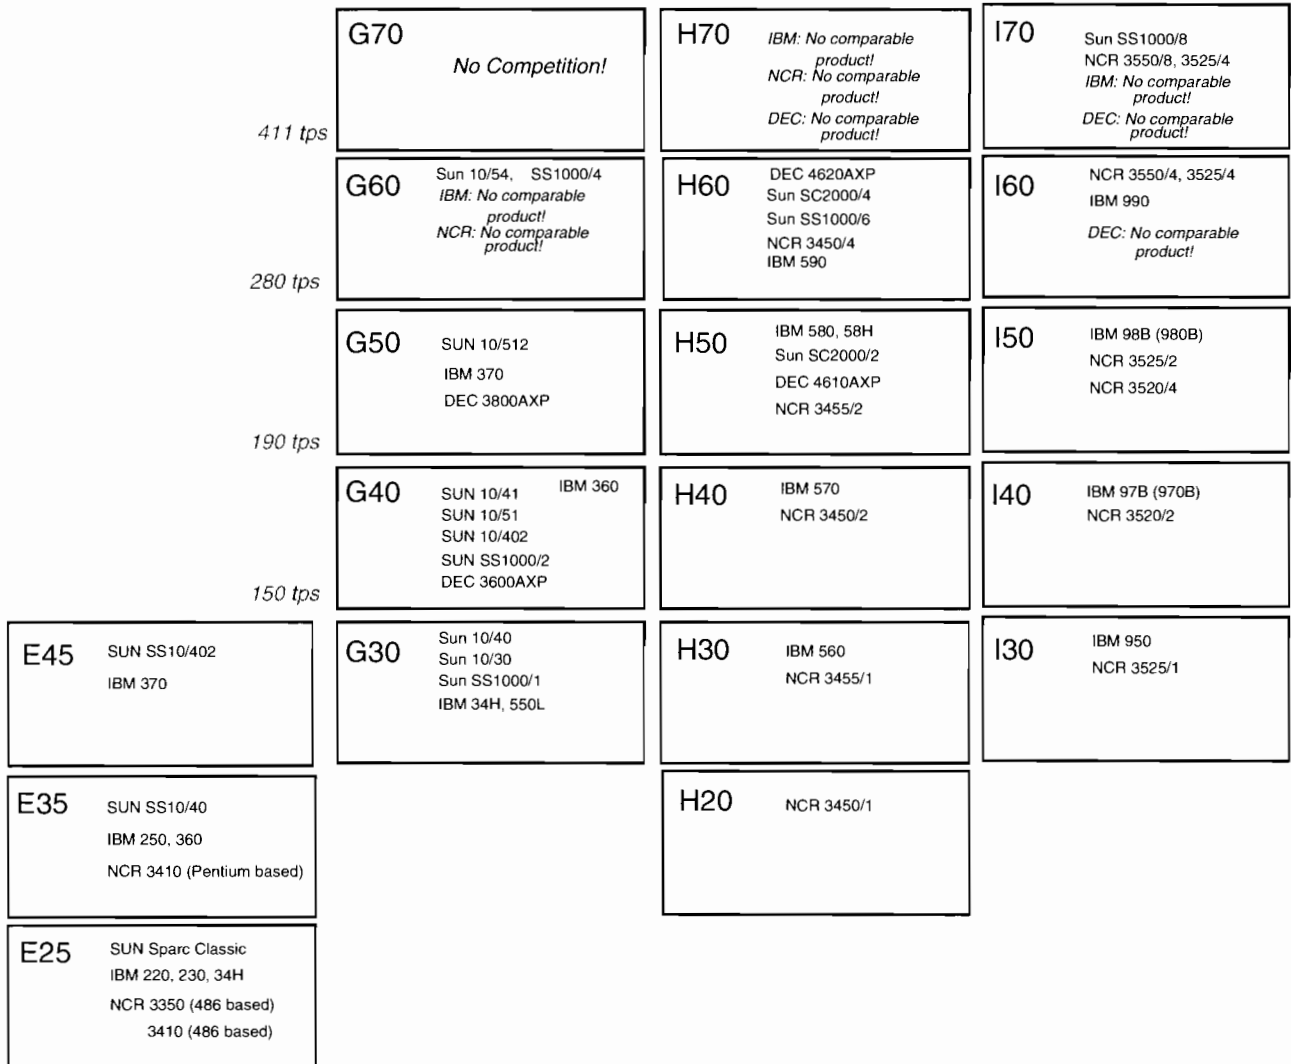 G70
No Competition!
411 tps
H70
IBM: No comparable
product!
NCR: No comparable
product!
DEC: No comparable
product!
I70
Sun SS1000/8
NCR 3550/8, 3525/4
IBM: No comparable
product!
DEC: No comparable
product!
G60
Sun 10/54, SS1000/4
IBM: No comparable
product!
NCR: No comparable
product!
280 tps
H60
DEC 4620AXP
Sun SC2000/4
Sun SS1000/6
NCR 3450/4
IBM 590
I60
NCR 3550/4, 3525/4
IBM 990
DEC: No comparable
product!
G50
SUN 10/512
IBM 370
DEC 3800AXP
190 tps
H50
IBM 580, 58H
Sun SC2000/2
DEC 4610AXP
NCR 3455/2
I50
IBM 98B (980B)
NCR 3525/2
NCR 3520/4
G40
SUN 10/41 IBM 360
SUN 10/51
SUN 10/402
SUN SS1000/2
DEC 3600AXP
150 tps
H40
IBM 570
NCR 3450/2
I40
IBM 97B (970B)
NCR 3520/2
E45
SUN SS10/402
IBM 370
G30
Sun 10/40
Sun 10/30
Sun SS1000/1
IBM 34H, 550L
H30
IBM 560
NCR 3455/1
I30
IBM 950
NCR 3525/1
E35
SUN SS10/40
IBM 250, 360
NCR 3410 (Pentium based)
H20
NCR 3450/1
E25
SUN Sparc Classic
IBM 220, 230, 34H
NCR 3350 (486 based)
3410 (486 based)